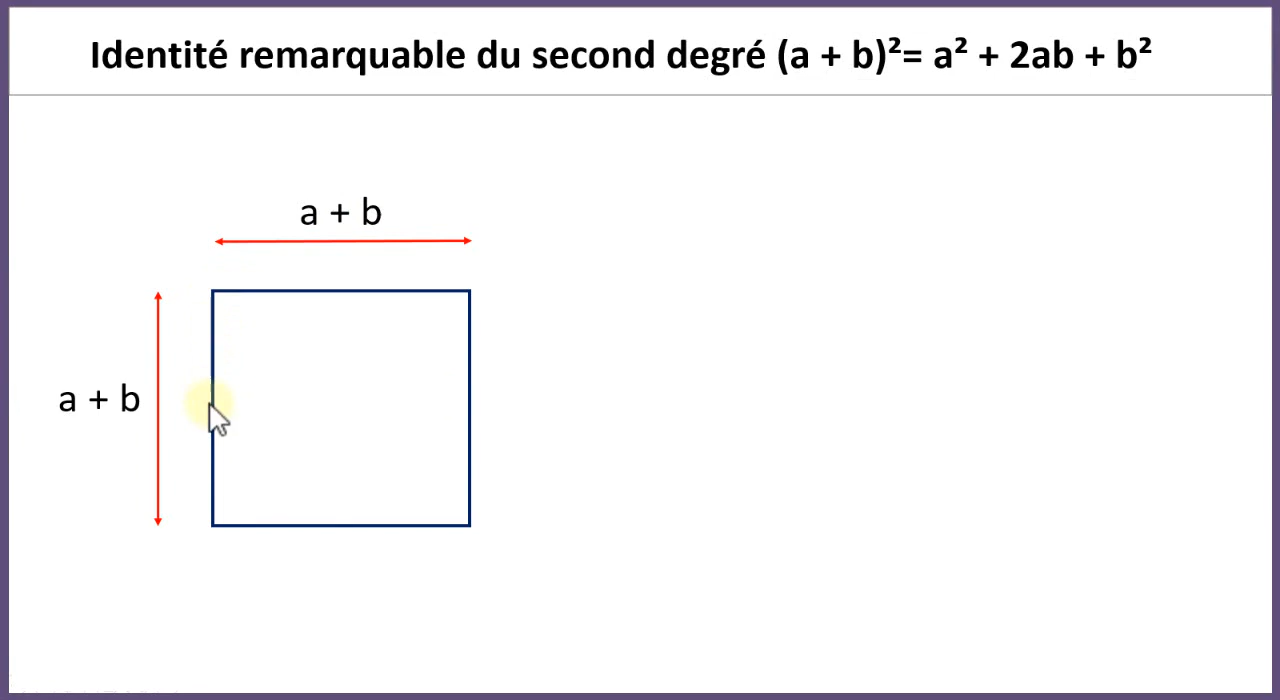 Identité remarquable du second degré (a + b)²= a² + 2ab + b²
a + b
a + b